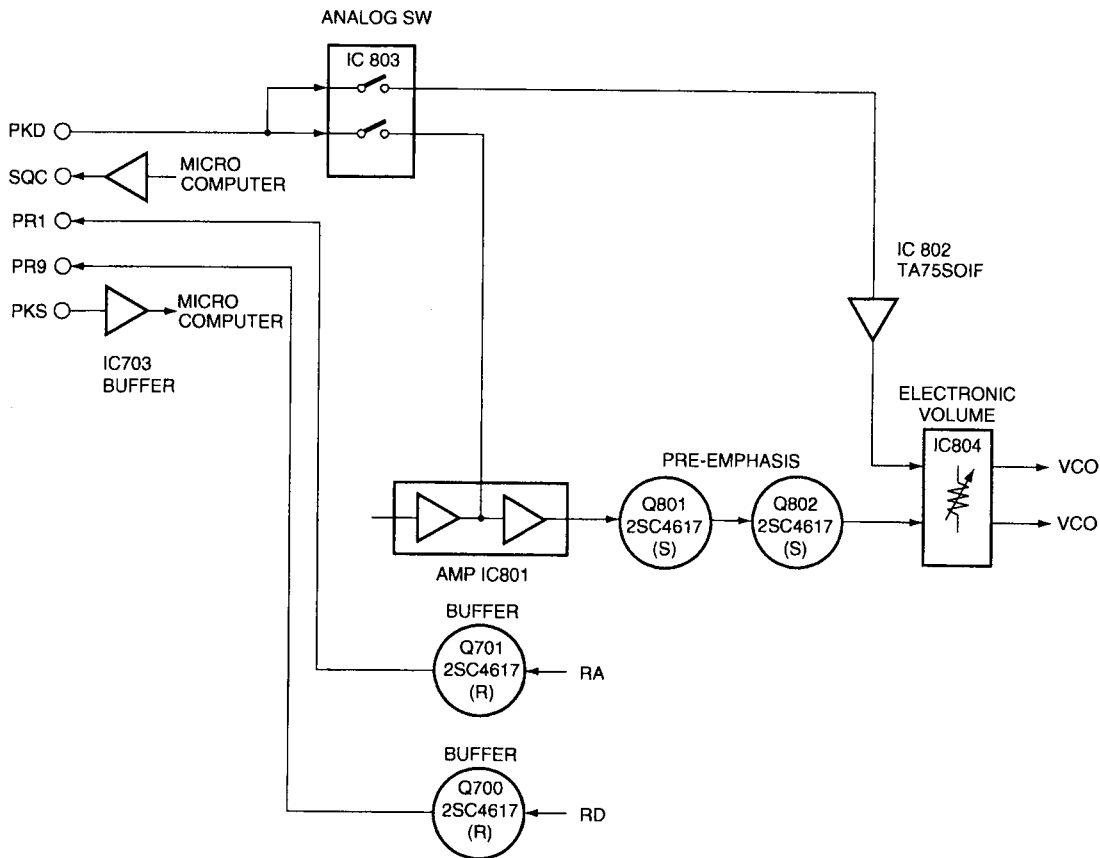 ANALOG SW
IC 803
PKD
SQC
MICRO
COMPUTER
PR1
PR9
PKS
MICRO
COMPUTER
IC703
BUFFER
IC 802
TA75SOIF
ELECTRONIC
VOLUME
IC804
VCO
VCO
PRE-EMPHASIS
Q801
2SC4617
(S)
Q802
2SC4617
(S)
AMP IC801
BUFFER
Q701
2SC4617
(R)
RA
BUFFER
Q700
2SC4617
(R)
RD